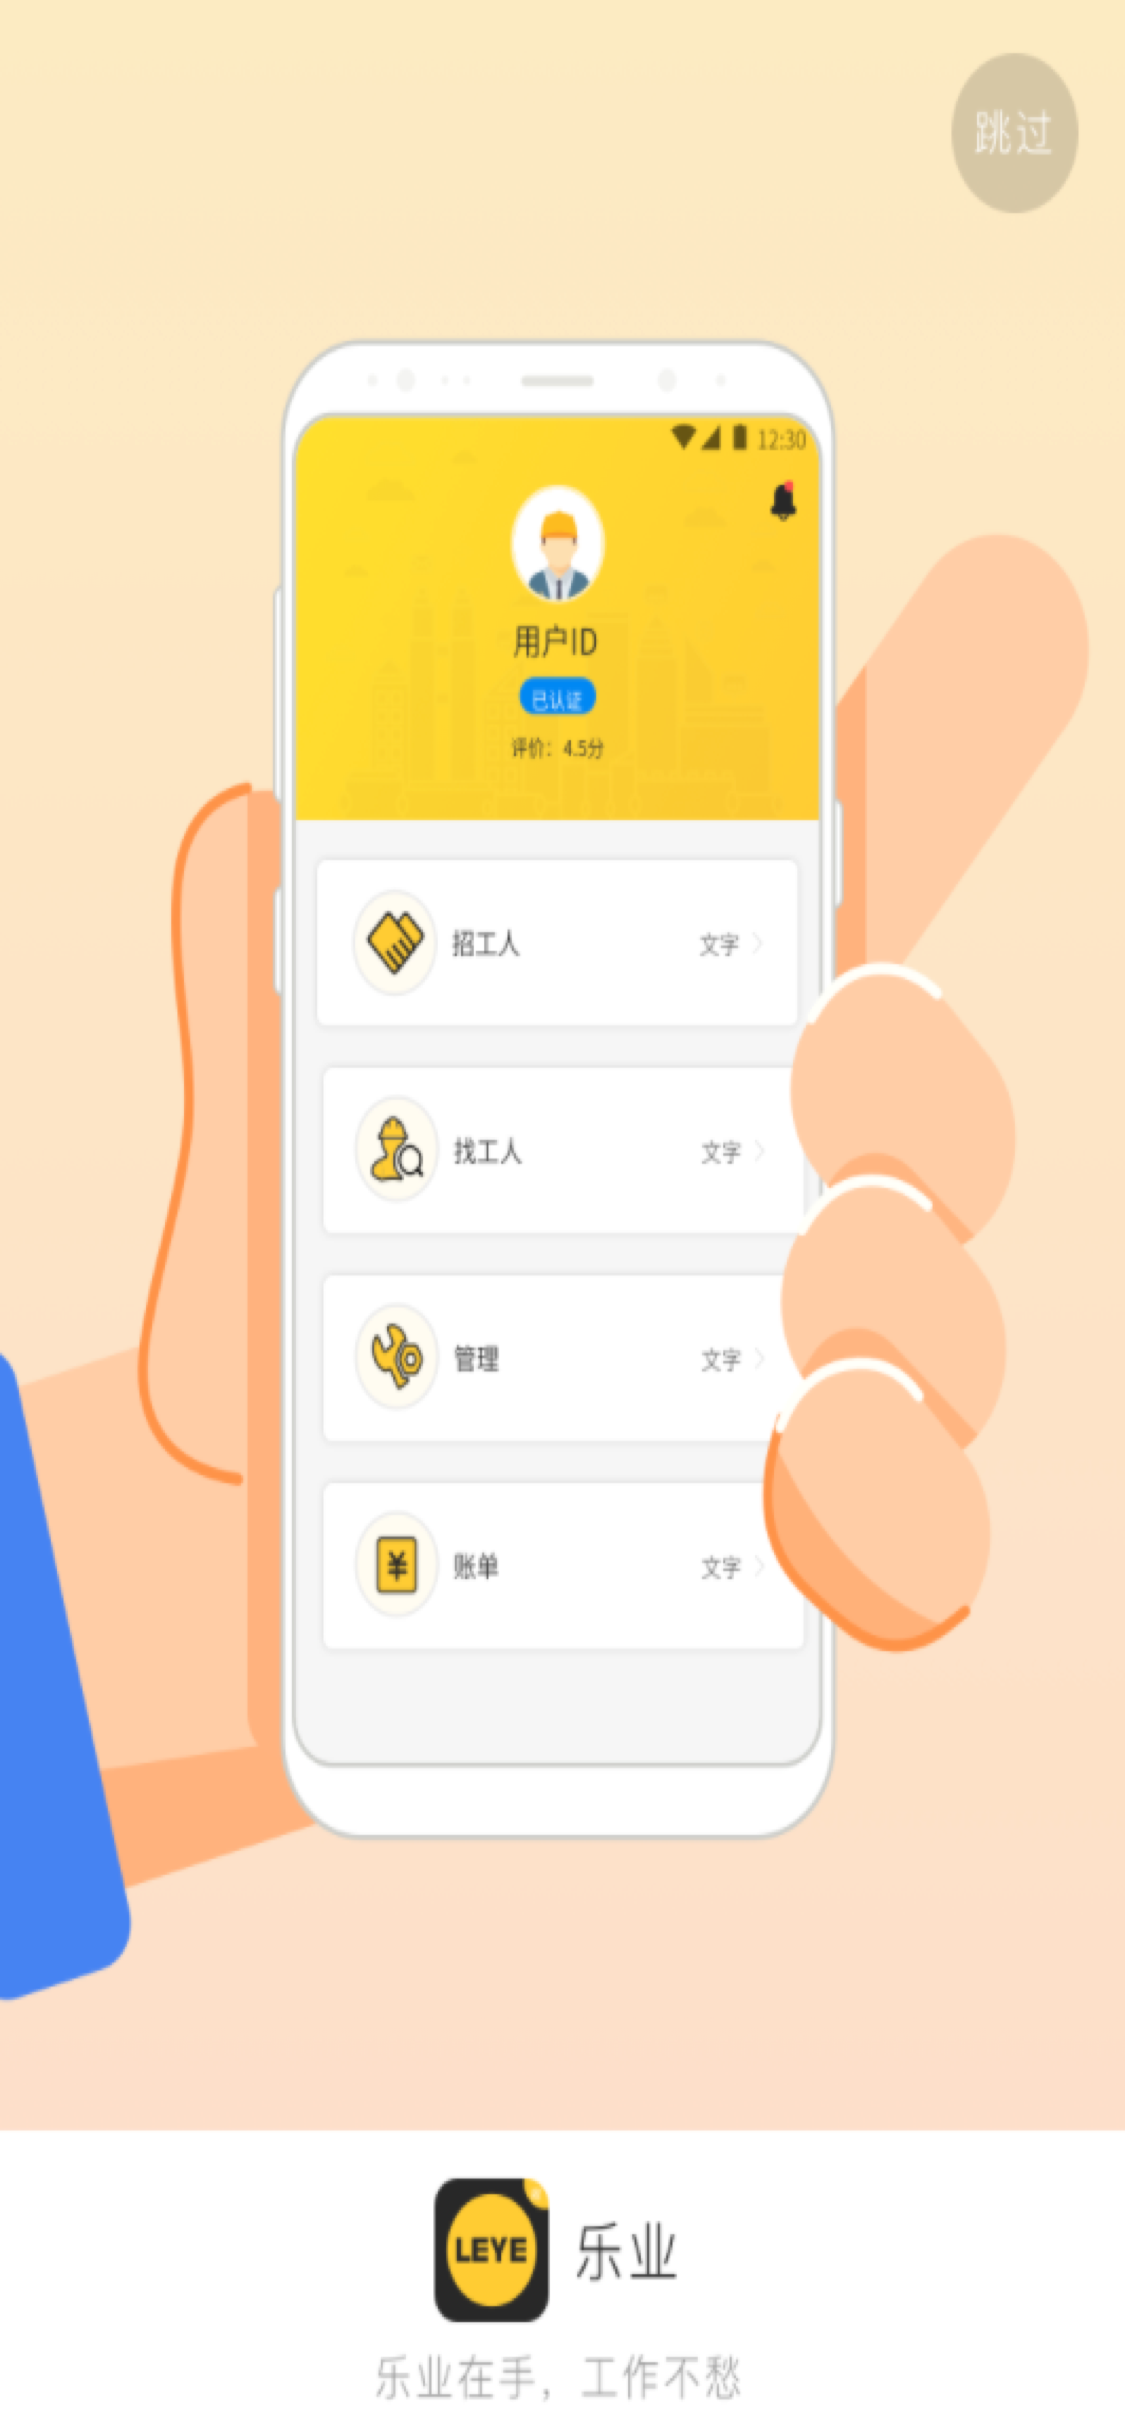 跳过
12:30
用户ID
已认证
评价：4.5分
招工人 文字
找工人 文字
管理 文字
¥ 账单 文字
LEYE 乐业
乐业在手，工作不愁